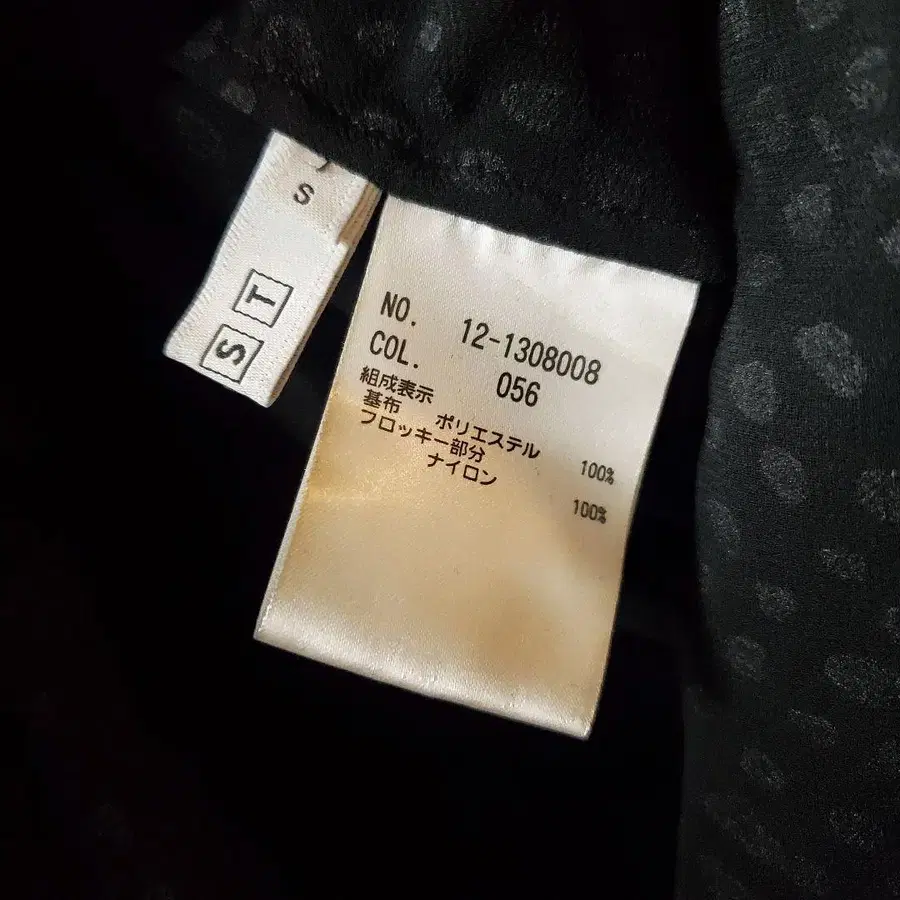 S
S T
NO. 12-1308008
COL. 056
組成表示
基布 ポリエステル 100%
フロッキー部分
ナイロン 100%